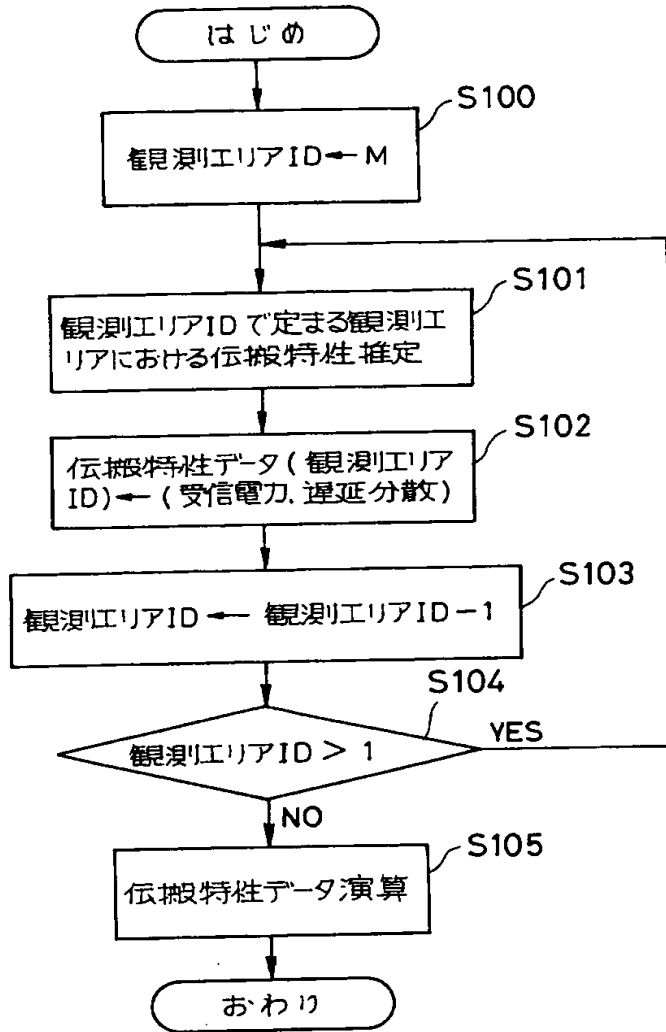 はじめ
S100
観測エリアID←M
S101
観測エリアIDで定まる観測エ
リアにおける伝搬特性推定
S102
伝搬特性データ(観測エリア
ID)←(受信電力、遅延分散)
S103
観測エリアID ← 観測エリアID-1
S104
観測エリアID > 1
YES
NO
S105
伝搬特性データ演算
おわり